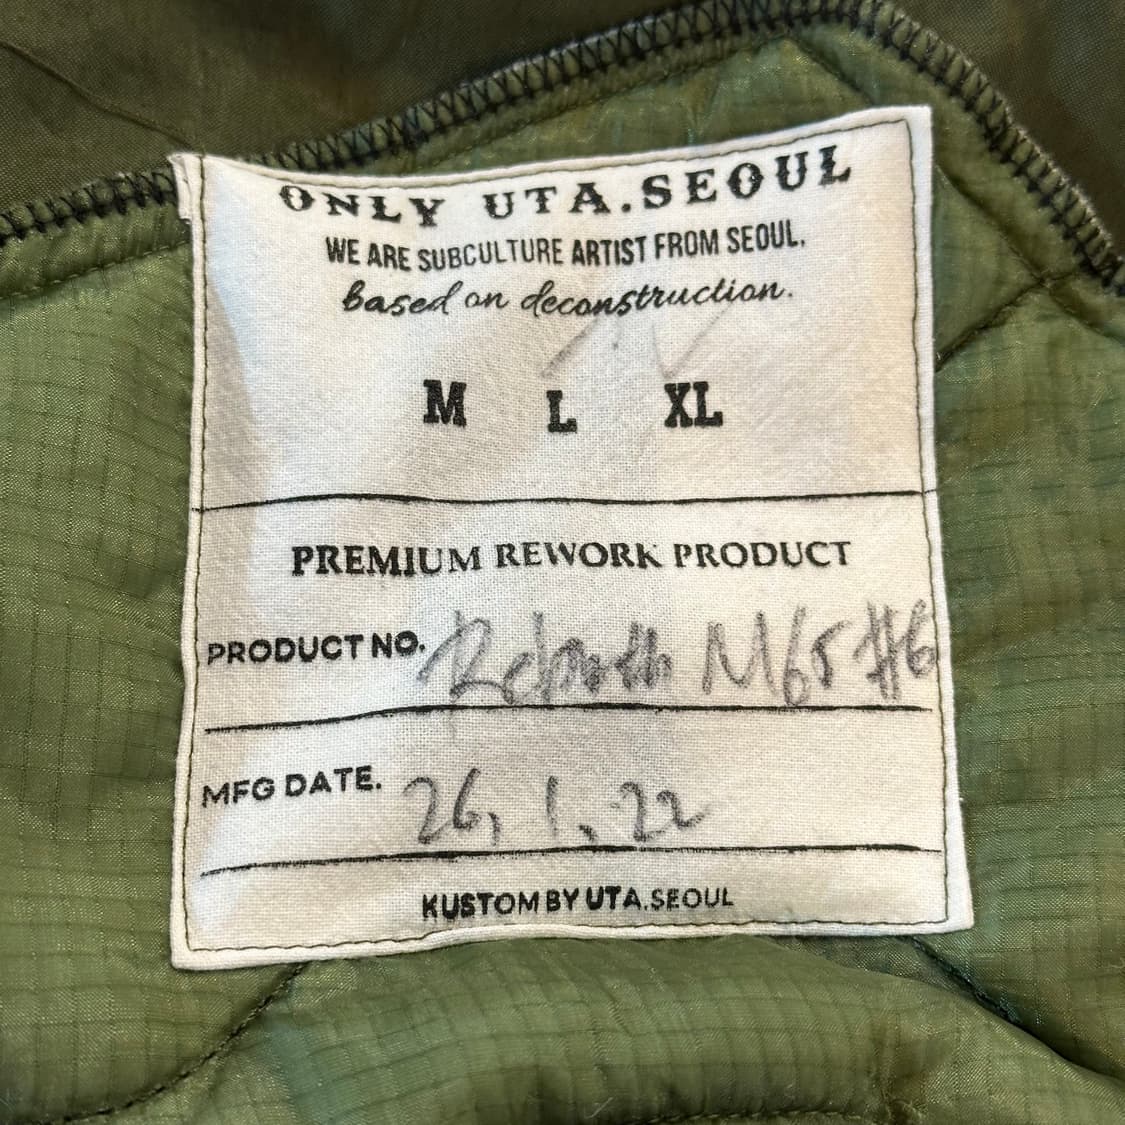 ONLY UTA.SEOUL
WE ARE SUBCULTURE ARTIST FROM SEOUL.
based on deconstruction.
M L XL
PREMIUM REWORK PRODUCT
PRODUCT NO. Rebirth M65 #6
MFG DATE. 26, 1, 22
KUSTOM BY UTA.SEOUL